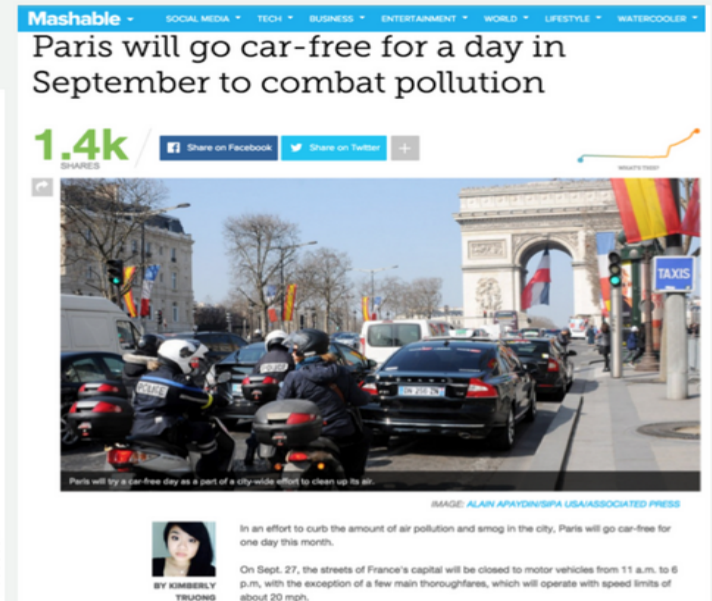 Mashable
SOCIAL MEDIA TECH BUSINESS ENTERTAINMENT WORLD LIFESTYLE WATERCOOLER
Paris will go car-free for a day in
September to combat pollution
1.4k
SHARES
Share on Facebook
Share on Twitter
+
WHAT'S THIS?
TAXIS
POLICE
Paris will try a car-free day as a part of a city-wide effort to clean up its air.
IMAGE: ALAIN APAYDIN/SIPA USA/ASSOCIATED PRESS
BY KIMBERLY
TRUONG
In an effort to curb the amount of air pollution and smog in the city, Paris will go car-free for
one day this month.
On Sept. 27, the streets of France's capital will be closed to motor vehicles from 11 a.m. to 6
p.m, with the exception of a few main thoroughfares, which will operate with speed limits of
about 20 mph.